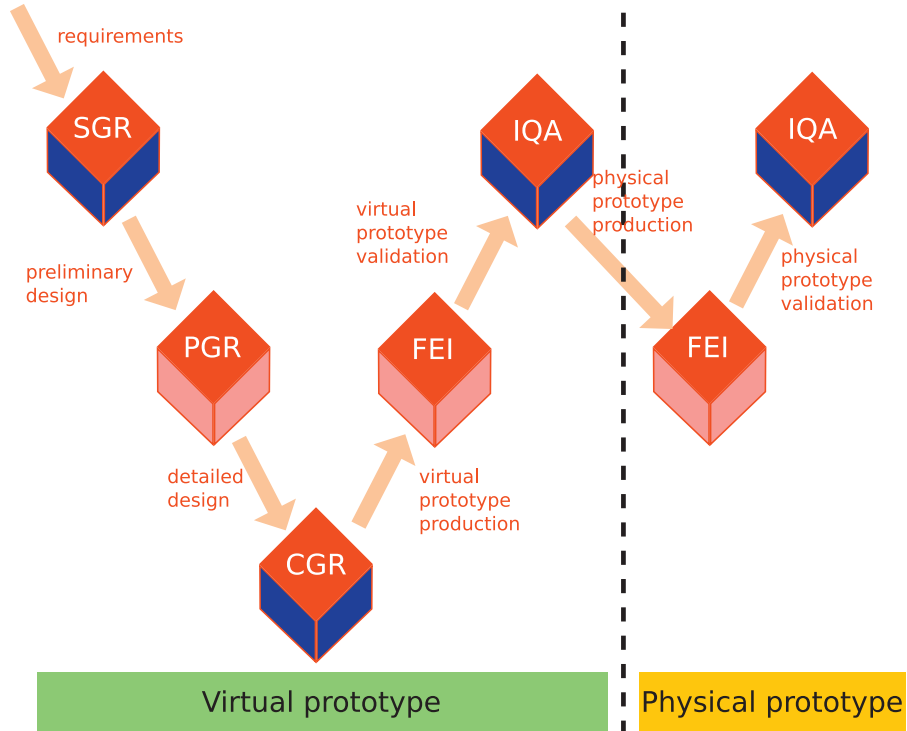 requirements
SGR
preliminary
design
PGR
detailed
design
CGR
virtual
prototype
production
FEI
virtual
prototype
validation
IQA
physical
prototype
production
FEI
physical
prototype
validation
IQA
Virtual prototype
Physical prototype